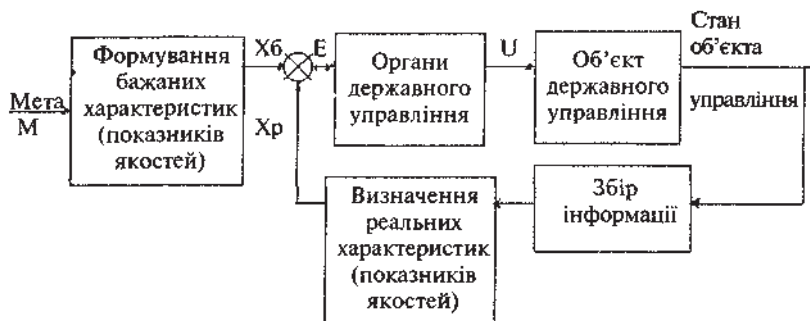 Мета
М
Формування
бажаних
характеристик
(показників
якостей)
Хб
Е
Хр
Органи
державного
управління
U
Об’єкт
державного
управління
Стан
об’єкта
управління
Збір
інформації
Визначення
реальних
характеристик
(показників
якостей)